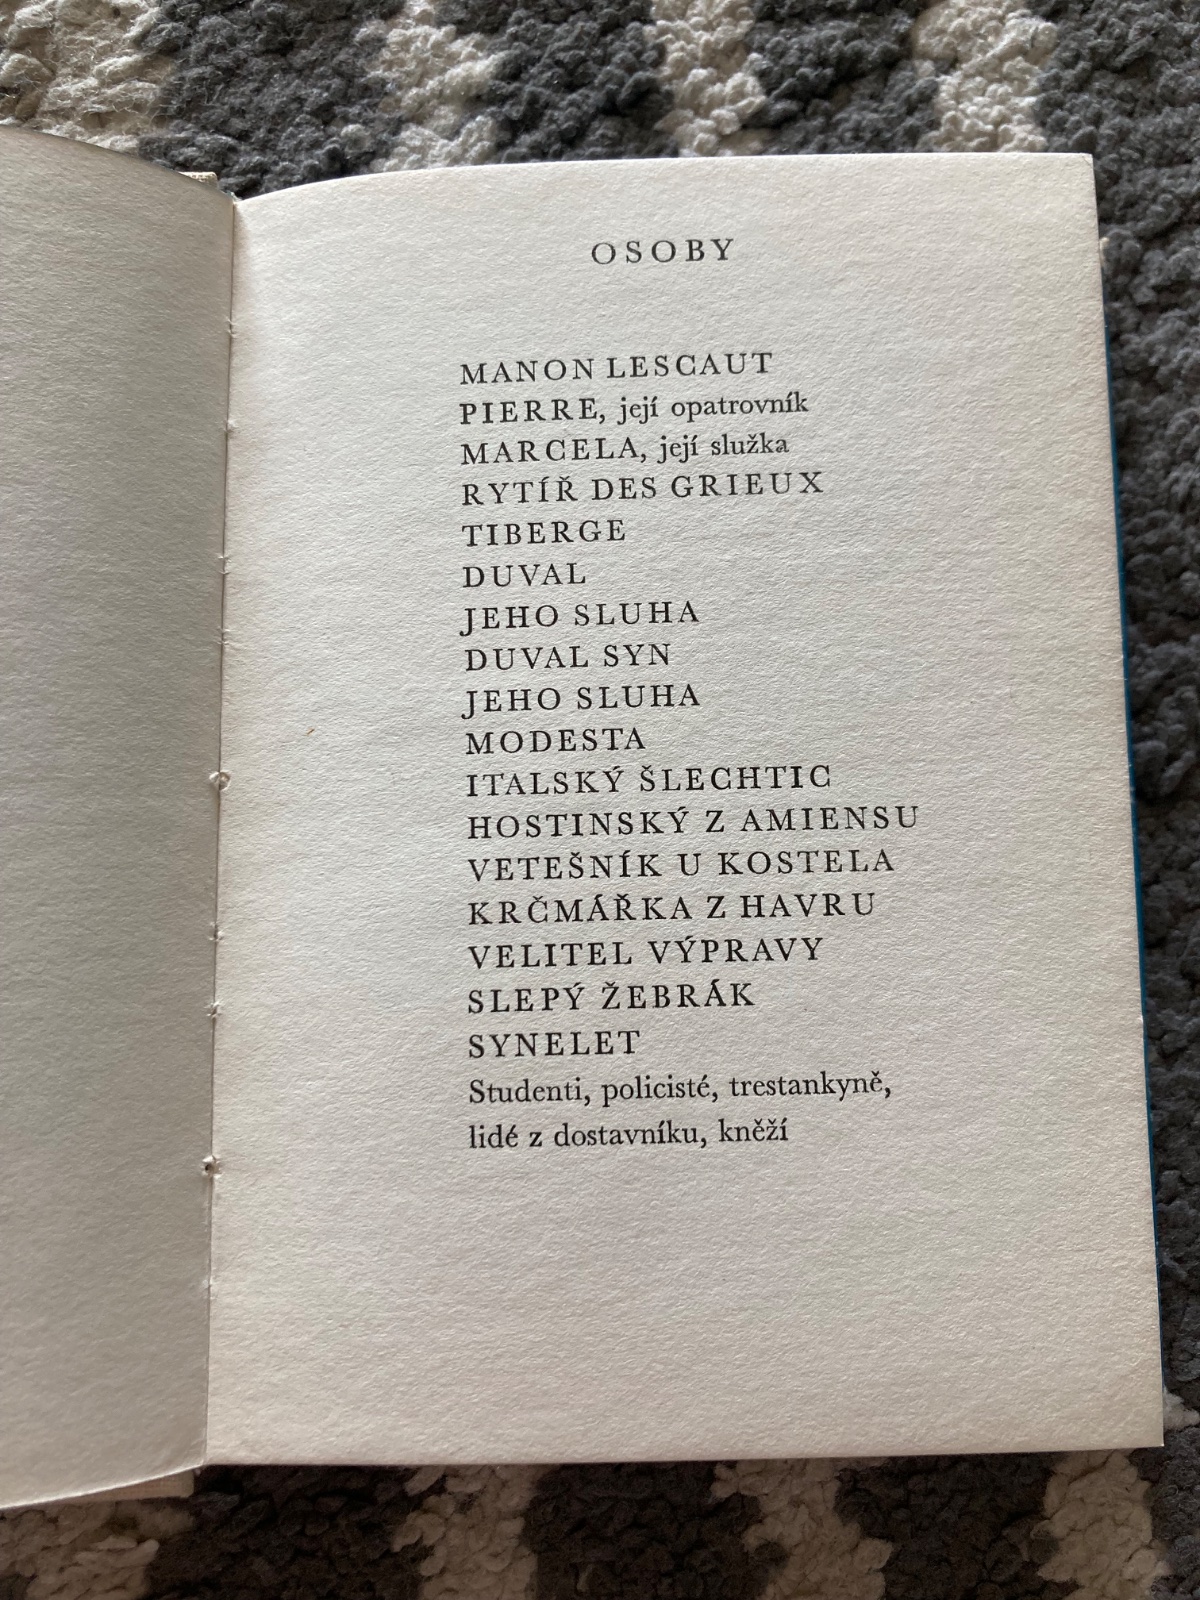 OSOBY
MANON LESCAUT
PIERRE, její opatrovník
MARCELA, její služka
RYTÍŘ DES GRIEUX
TIBERGE
DUVAL
JEHO SLUHA
DUVAL SYN
JEHO SLUHA
MODESTA
ITALSKÝ ŠLECHTIC
HOSTINSKÝ Z AMIENSU
VETEŠNÍK U KOSTELA
KRČMÁŘKA Z HAVRU
VELITEL VÝPRAVY
SLEPÝ ŽEBRÁK
SYNELET
Studenti, policisté, trestankyně,
lidé z dostavníku, kněží